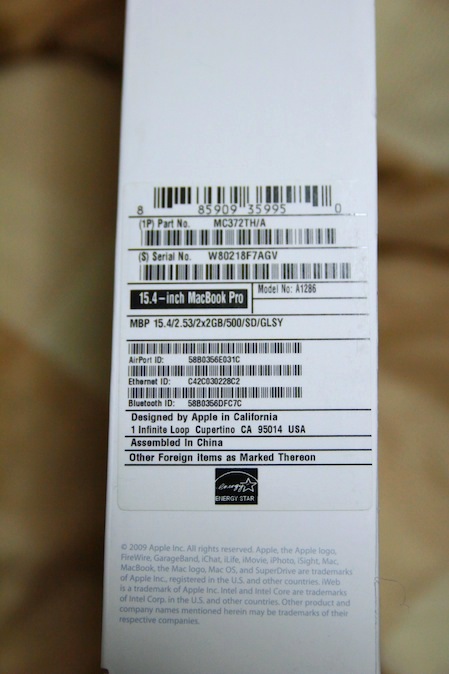 8 85909 35995 0
(1P) Part No. MC372TH/A
(S) Serial No. W80218F7AGV
15.4-inch MacBook Pro Model No: A1286
MBP 15.4/2.53/2x2GB/500/SD/GLSY
AirPort ID: 58B0356E031C
Ethernet ID: C42C030228C2
Bluetooth ID: 58B0356DFC7C
Designed by Apple in California
1 Infinite Loop Cupertino CA 95014 USA
Assembled In China
Other Foreign Items as Marked Thereon
energy
ENERGY STAR
© 2009 Apple Inc. All rights reserved. Apple, the Apple logo,
FireWire, GarageBand, iChat, iLife, iMovie, iPhoto, iSight, Mac,
MacBook, the Mac logo, Mac OS, and SuperDrive are trademarks
of Apple Inc., registered in the U.S. and other countries. iWeb
is a trademark of Apple Inc. Intel and Intel Core are trademarks
of Intel Corp. in the U.S. and other countries. Other product and
company names mentioned herein may be trademarks of their
respective companies.